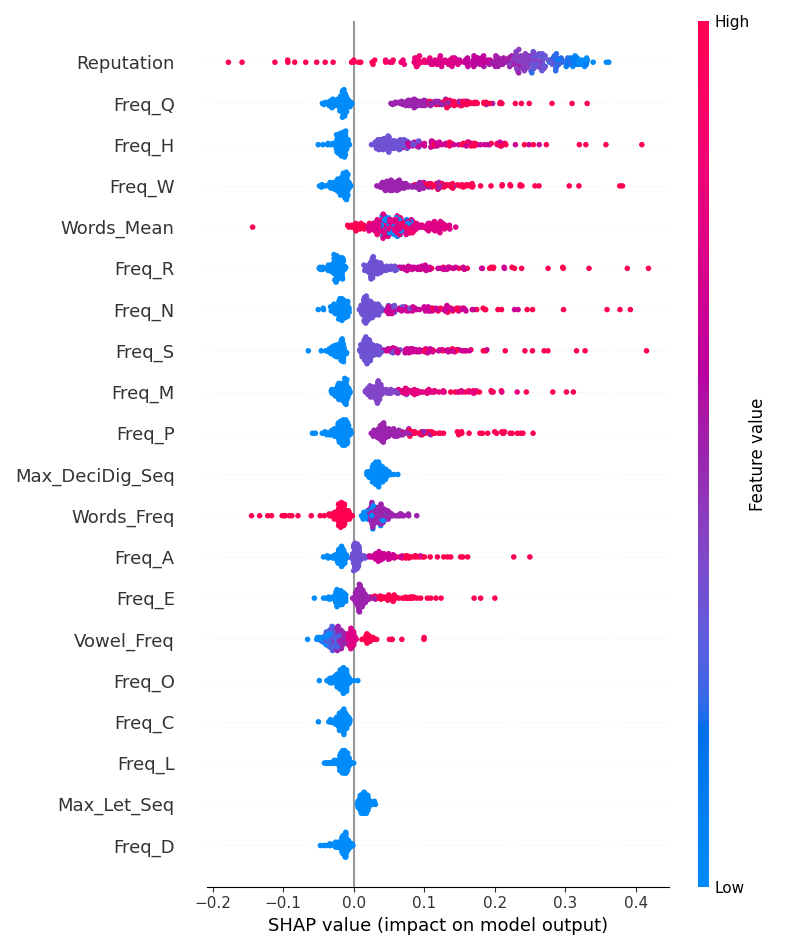 High
Reputation
Freq_Q
Freq_H
Freq_W
Words_Mean
Freq_R
Freq_N
Freq_S
Freq_M
Freq_P
Max_DeciDig_Seq
Words_Freq
Freq_A
Freq_E
Vowel_Freq
Freq_O
Freq_C
Freq_L
Max_Let_Seq
Freq_D
Feature value
Low
−0.2 −0.1 0.0 0.1 0.2 0.3 0.4
SHAP value (impact on model output)